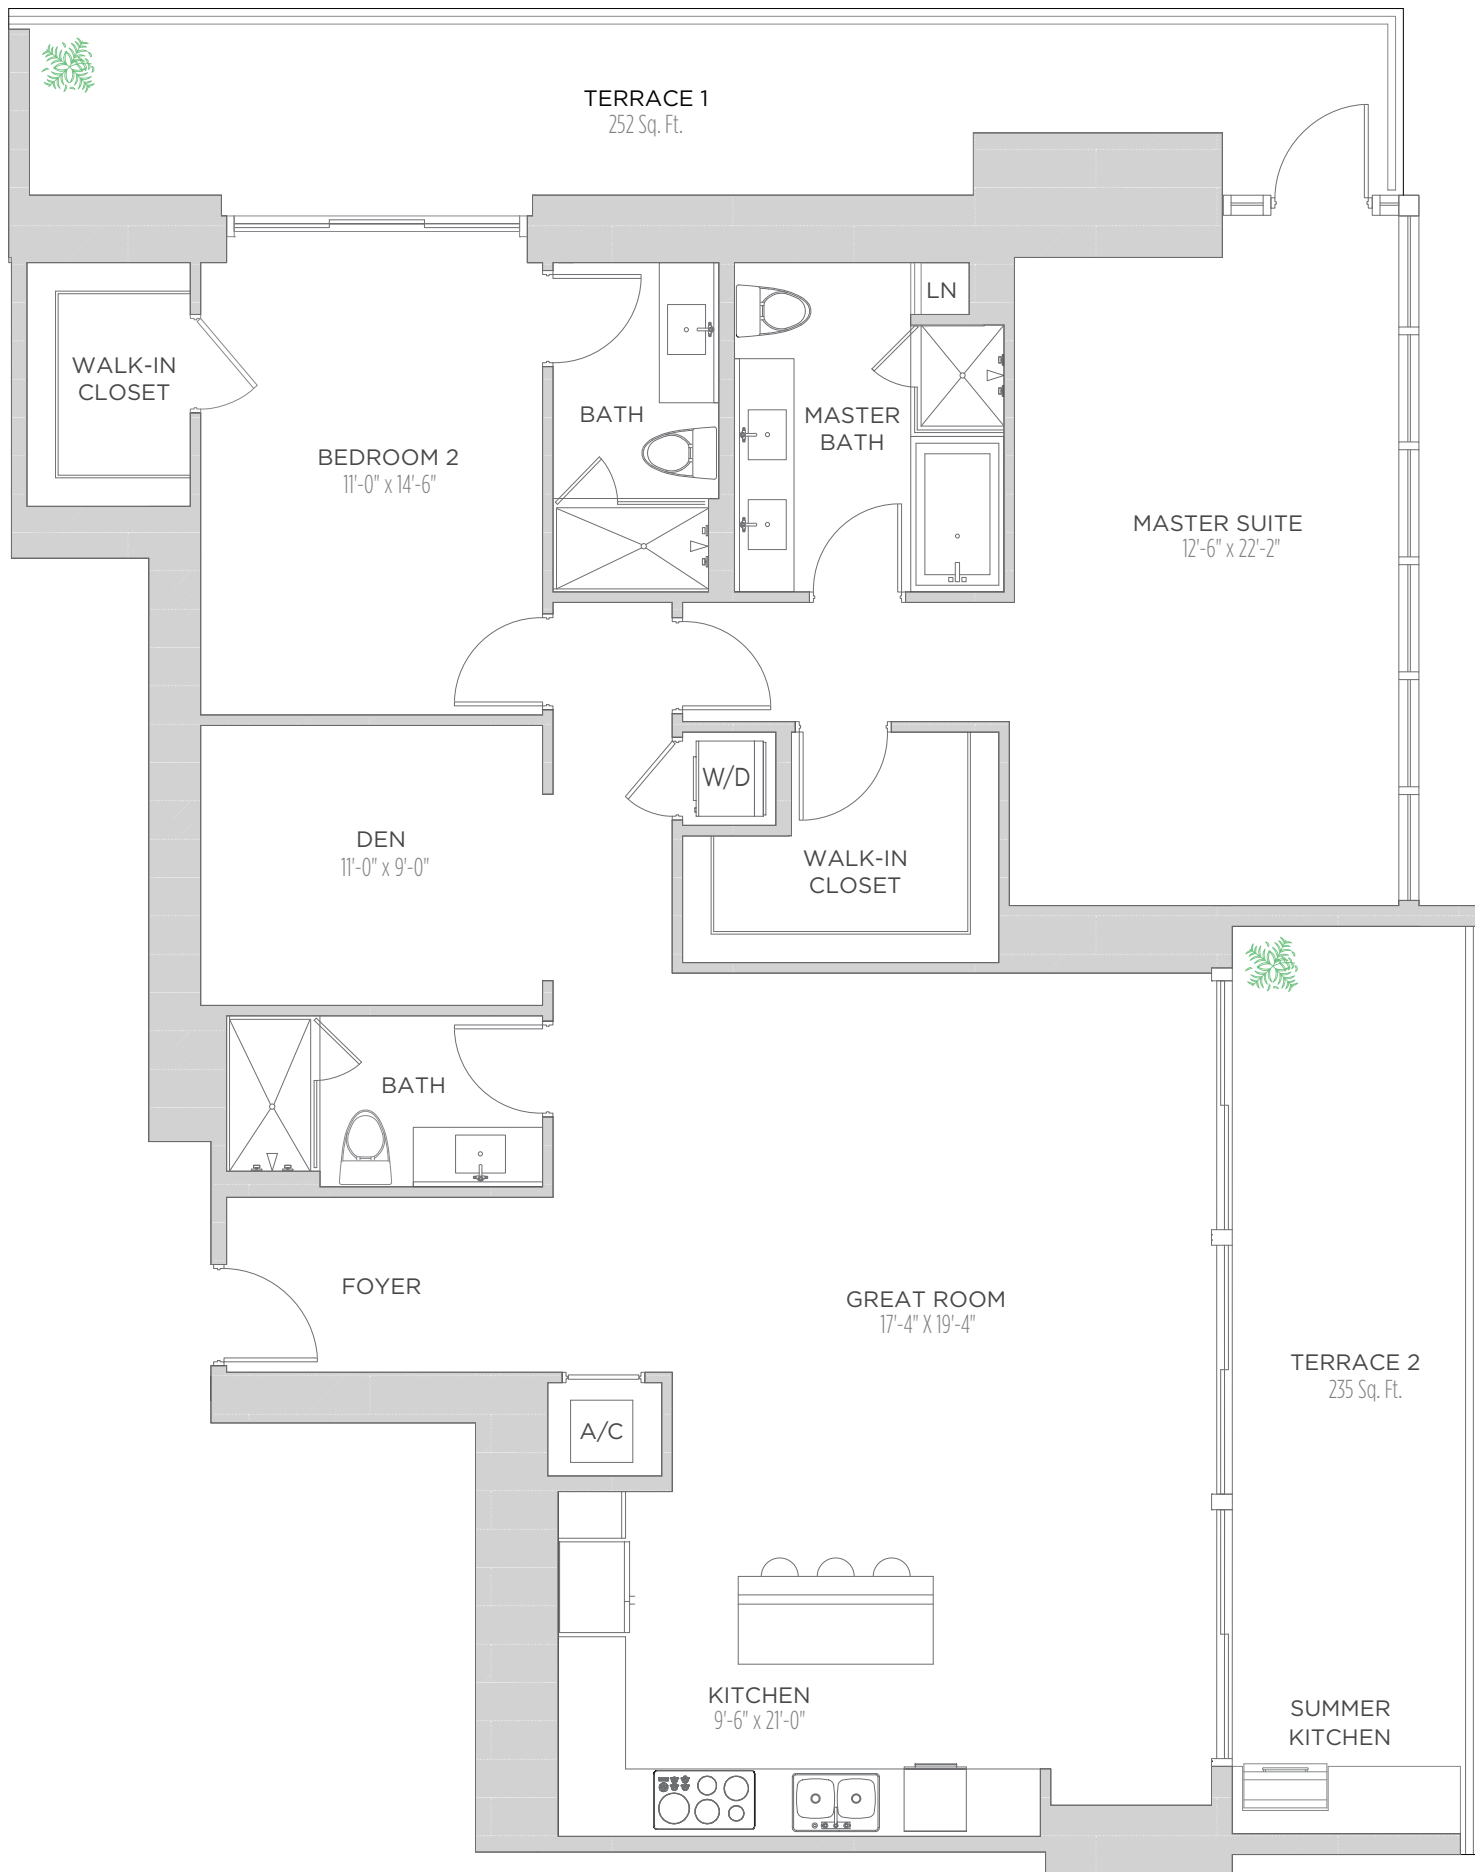 TERRACE 1
252 Sq. Ft.
LN
WALK-IN
CLOSET
BATH
MASTER
BATH
BEDROOM 2
11'-0" x 14'-6"
MASTER SUITE
12'-6" x 22'-2"
W/D
DEN
11'-0" x 9'-0"
WALK-IN
CLOSET
BATH
FOYER
GREAT ROOM
17'-4" X 19'-4"
TERRACE 2
235 Sq. Ft.
A/C
KITCHEN
9'-6" x 21'-0"
SUMMER
KITCHEN